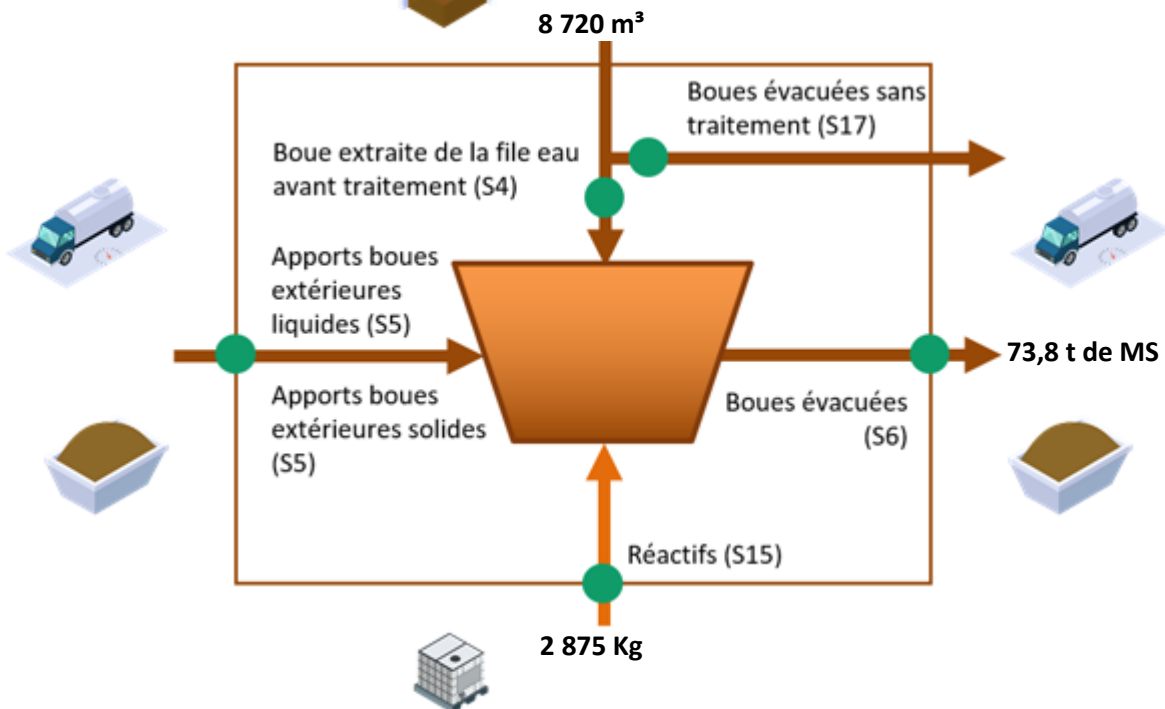 8 720 m³
Boues évacuées sans
traitement (S17)
Boue extraite de la file eau
avant traitement (S4)
Apports boues
extérieures
liquides (S5)
73,8 t de MS
Apports boues
extérieures solides
(S5)
Boues évacuées
(S6)
Réactifs (S15)
2 875 Kg